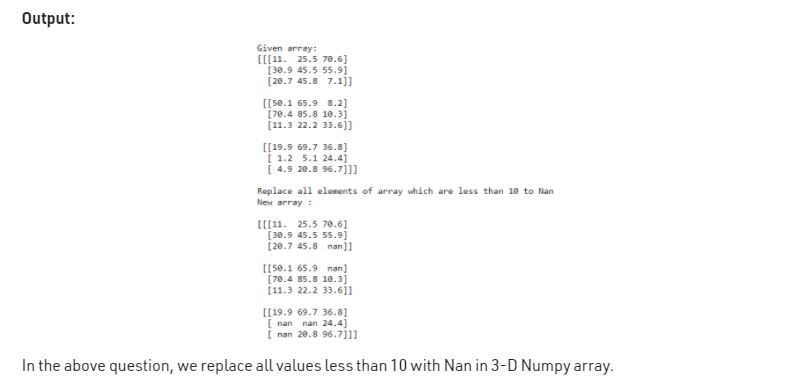 Output:
Given array:
[[[11.  25.5 70.6]
[30.9 45.5 55.9]
[20.7 45.8  7.1]]
[[50.1 65.9  8.2]
[70.4 85.8 10.3]
[11.3 22.2 33.6]]
[[19.9 69.7 36.8]
[ 1.2  5.1 24.4]
[ 4.9 20.8 96.7]]]
Replace all elements of array which are less than 10 to Nan
New array :
[[[11.  25.5 70.6]
[30.9 45.5 55.9]
[20.7 45.8  nan]]
[[50.1 65.9  nan]
[70.4 85.8 10.3]
[11.3 22.2 33.6]]
[[19.9 69.7 36.8]
[ nan  nan 24.4]
[ nan 20.8 96.7]]]
In the above question, we replace all values less than 10 with Nan in 3-D Numpy array.